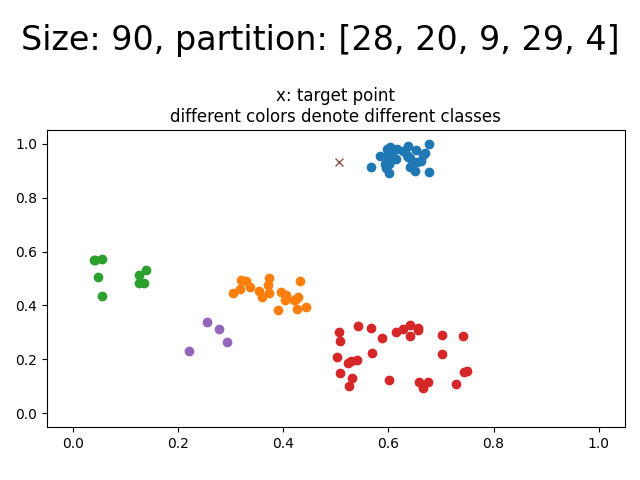 Size: 90, partition: [28, 20, 9, 29, 4]
x: target point
different colors denote different classes
1.0
0.8
0.6
0.4
0.2
0.0
0.0 0.2 0.4 0.6 0.8 1.0